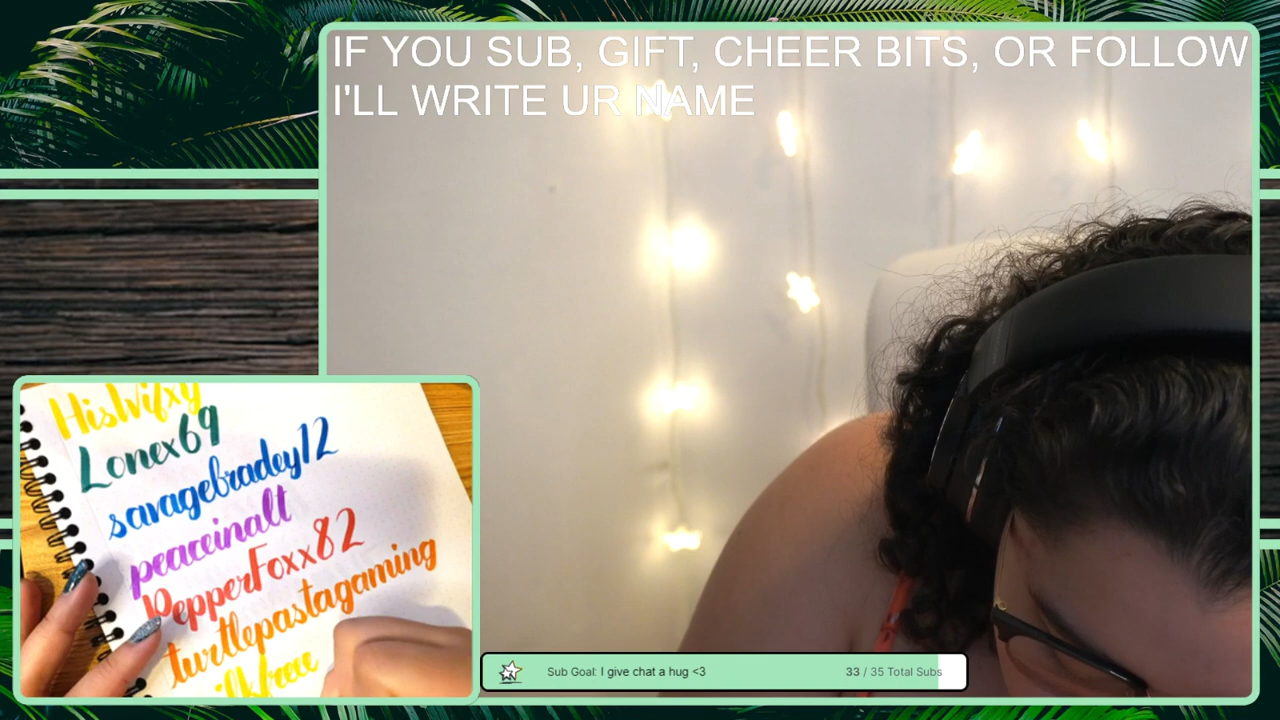 IF YOU SUB, GIFT, CHEER BITS, OR FOLLOW
I'LL WRITE UR NAME
Lonex69
savagebradey12
peaceinalt
PepperFoxx82
turtlepastagaming
Sub Goal: I give chat a hug <3
33 / 35 Total Subs